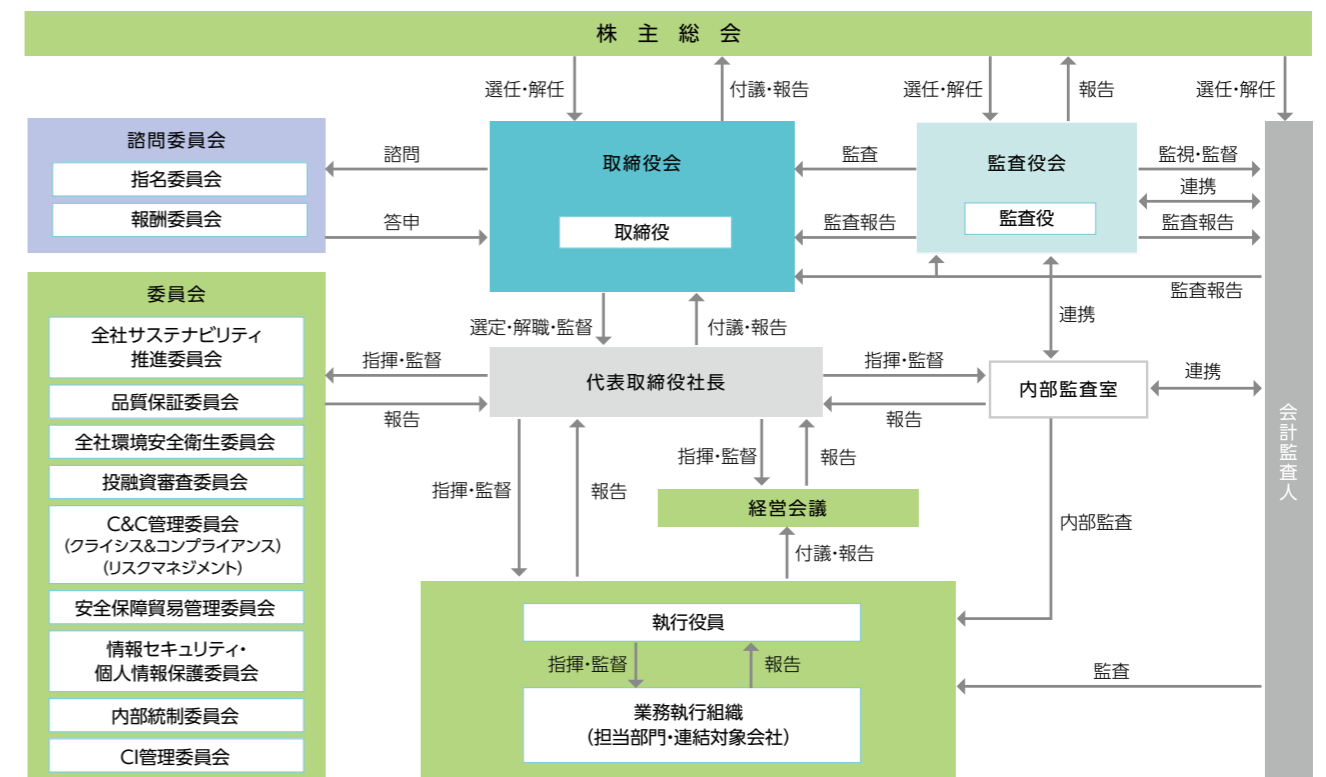 株主総会
選任・解任
付議・報告
選任・解任
報告
選任・解任
諮問委員会
指名委員会
報酬委員会
諮問
答申
取締役会
取締役
監査
監査報告
監査役会
監査役
監視・監督
連携
監査報告
監査報告
委員会
全社サステナビリティ
推進委員会
品質保証委員会
全社環境安全衛生委員会
投融資審査委員会
C&C管理委員会
(クライシス&コンプライアンス)
(リスクマネジメント)
安全保障貿易管理委員会
情報セキュリティ・
個人情報保護委員会
内部統制委員会
CI管理委員会
選定・解職・監督
付議・報告
連携
指揮・監督
報告
代表取締役社長
指揮・監督
報告
内部監査室
連携
会計監査人
指揮・監督
報告
指揮・監督
報告
経営会議
付議・報告
内部監査
執行役員
指揮・監督
報告
業務執行組織
(担当部門・連結対象会社)
監査